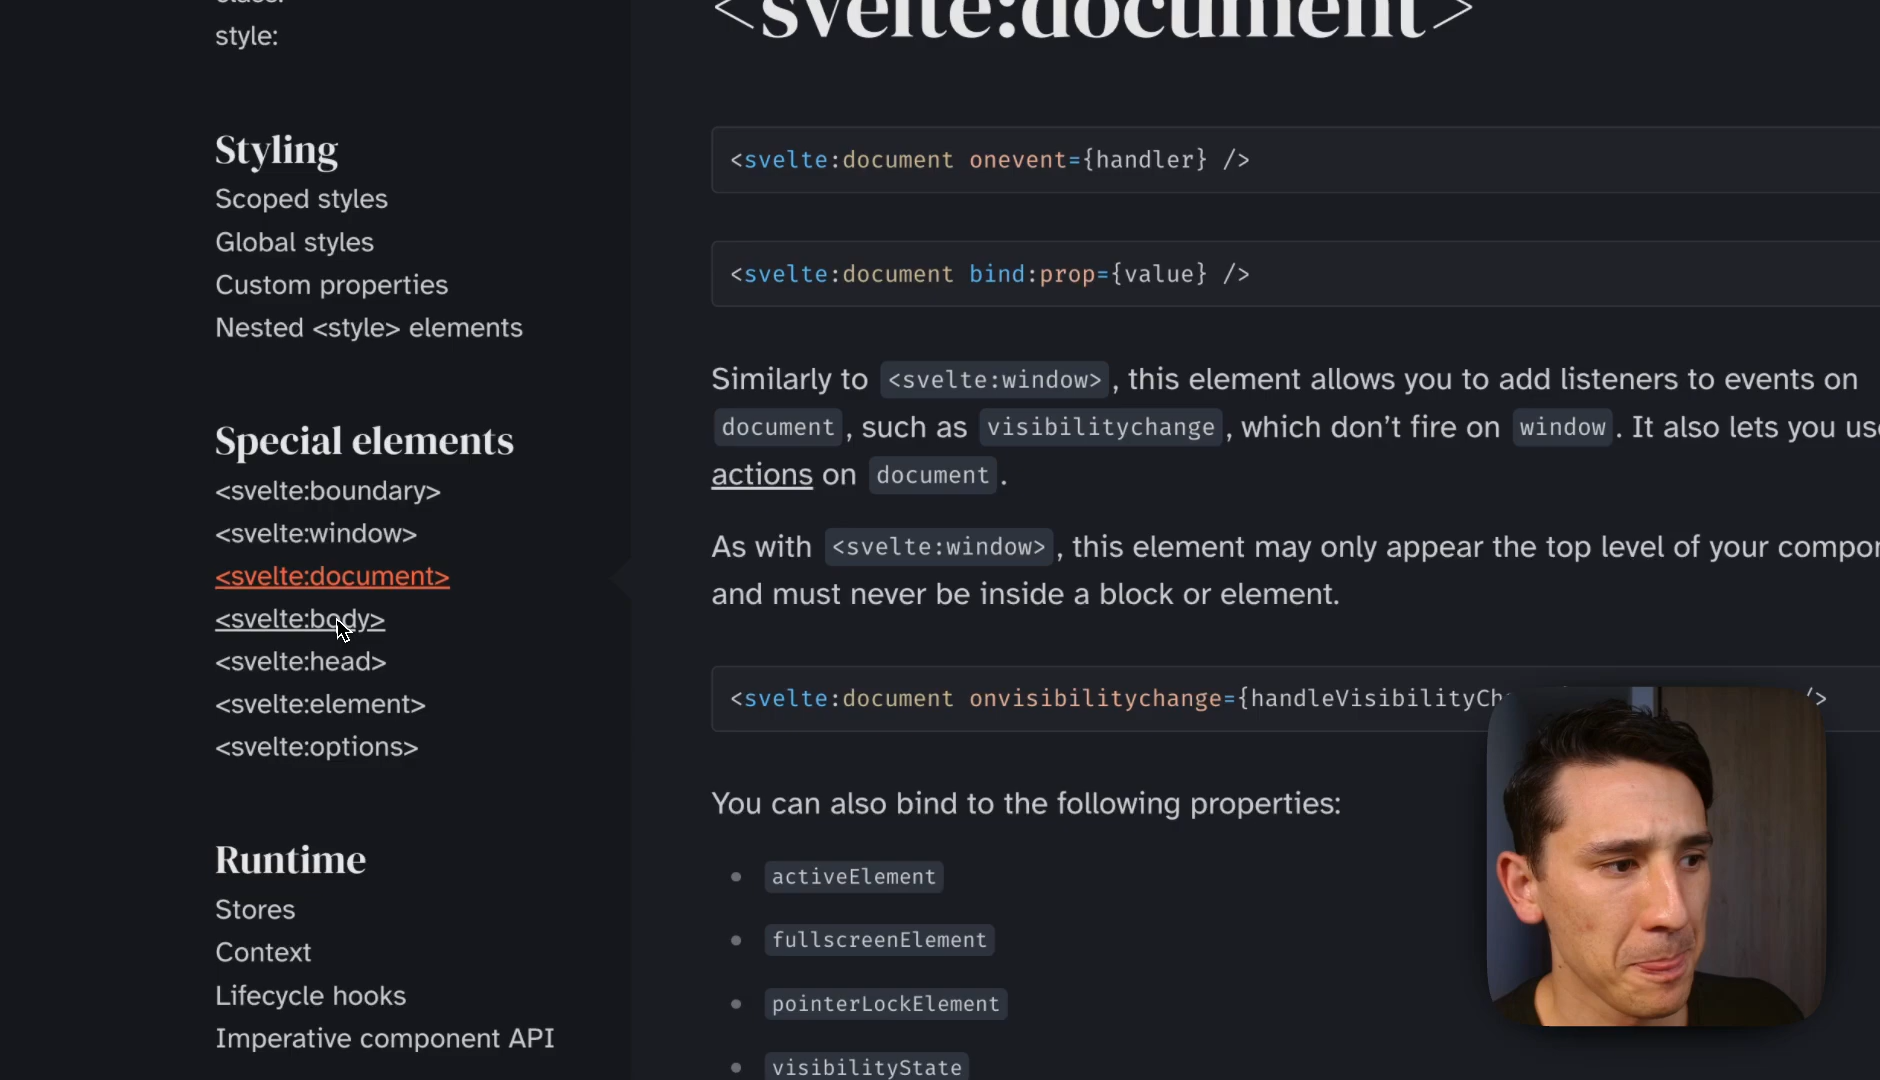 style:
Styling
Scoped styles
Global styles
Custom properties
Nested <style> elements
Special elements
<svelte:boundary>
<svelte:window>
<svelte:document>
<svelte:body>
<svelte:head>
<svelte:element>
<svelte:options>
Runtime
Stores
Context
Lifecycle hooks
Imperative component API
<svelte:document>
<svelte:document onevent={handler} />
<svelte:document bind:prop={value} />
Similarly to <svelte:window>, this element allows you to add listeners to events on
document, such as visibilitychange, which don’t fire on window. It also lets you us
actions on document.
As with <svelte:window>, this element may only appear the top level of your compo
and must never be inside a block or element.
<svelte:document onvisibilitychange={handleVisibilityCh />
You can also bind to the following properties:
activeElement
fullscreenElement
pointerLockElement
visibilityState